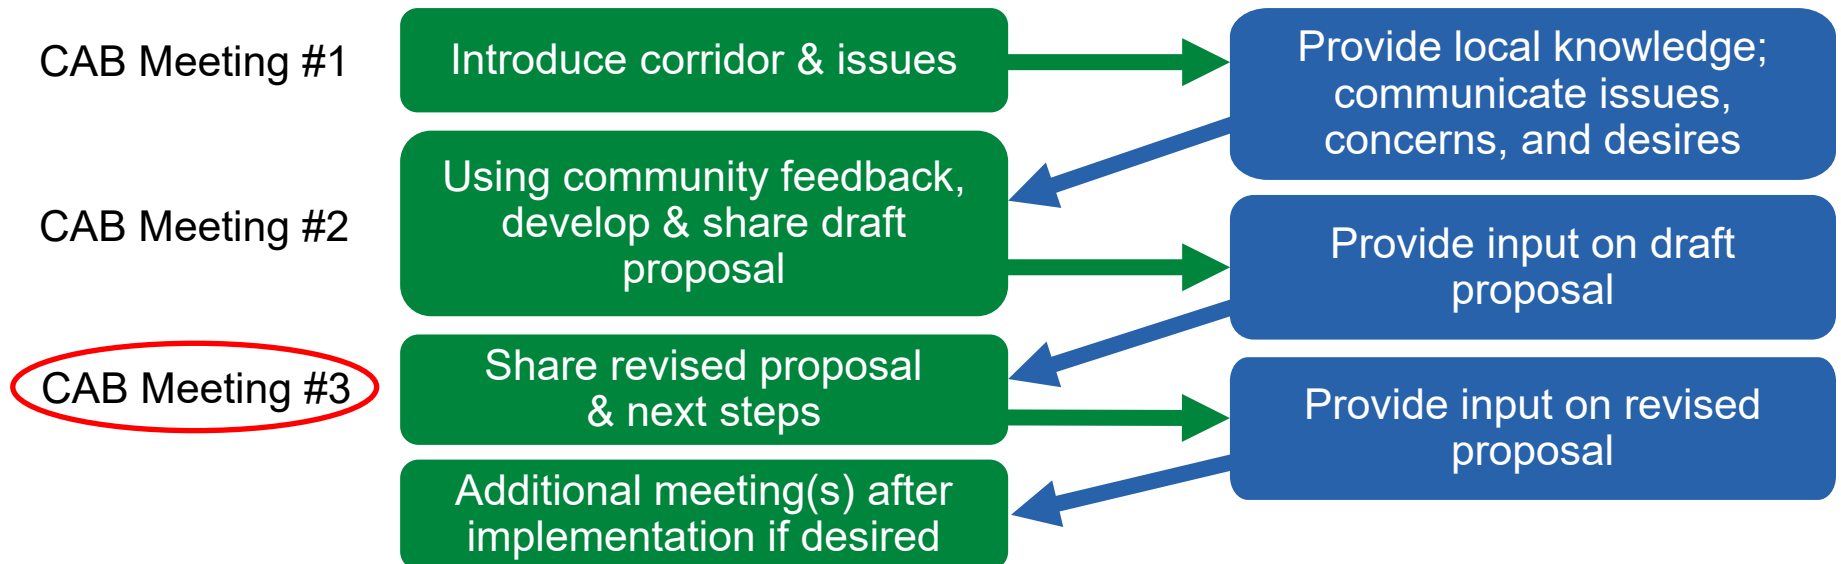 CAB Meeting #1
Introduce corridor & issues
Provide local knowledge;
communicate issues,
concerns, and desires
CAB Meeting #2
Using community feedback,
develop & share draft
proposal
Provide input on draft
proposal
CAB Meeting #3
Share revised proposal
& next steps
Provide input on revised
proposal
Additional meeting(s) after
implementation if desired